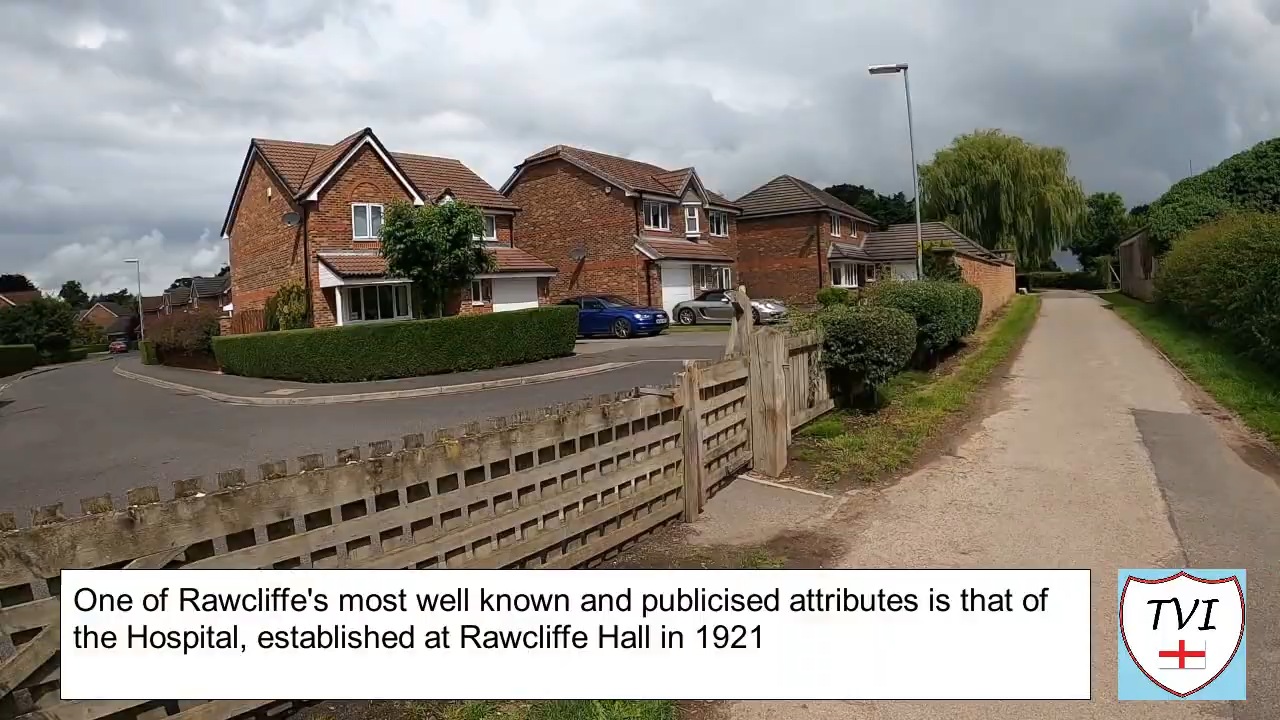 One of Rawcliffe's most well known and publicised attributes is that of
the Hospital, established at Rawcliffe Hall in 1921
TVI